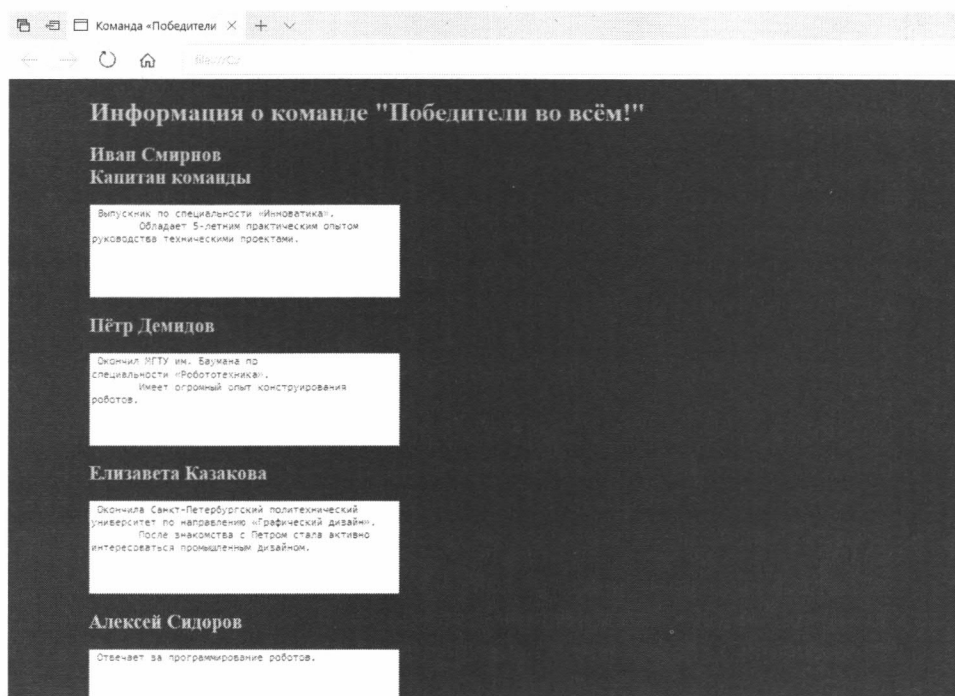 Команда «Победители
Информация о команде "Победители во всём!"
Иван Смирнов
Капитан команды
Выпускник по специальности «Инноватика».
Обладает 5-летним практическим опытом
руководства техническими проектами.
Пётр Демидов
Окончил МГТУ им. Баумана по
специальности «Робототехника».
Имеет огромный опыт конструирования
роботов.
Елизавета Казакова
Окончила Санкт-Петербургский политехнический
университет по направлению «Графический дизайн».
После знакомства с Петром стала активно
интересоваться промышленным дизайном.
Алексей Сидоров
Отвечает за программирование роботов.